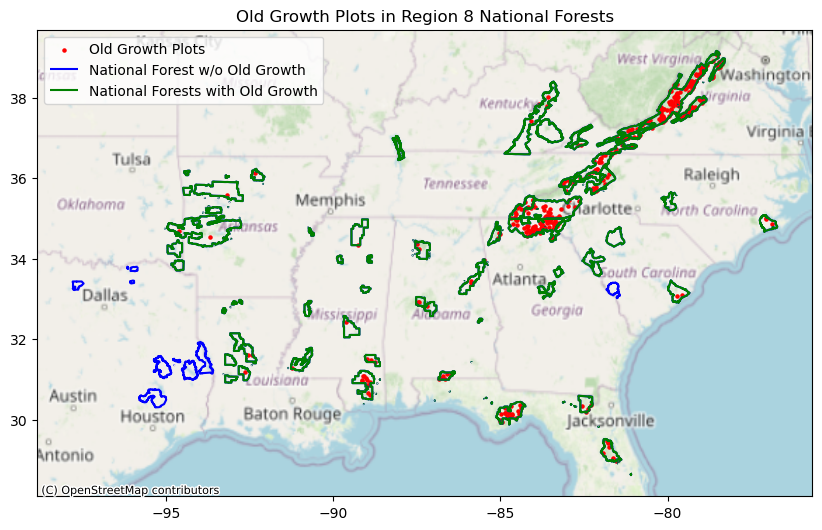 Old Growth Plots in Region 8 National Forests
Old Growth Plots
National Forest w/o Old Growth
National Forests with Old Growth
Kansas City
West Virginia
Washington
Kentucky
Virginia
Virginia B
Tulsa
Oklahoma
Memphis
Tennessee
Raleigh
Arkansas
Charlotte
North Carolina
Atlanta
South Carolina
Dallas
Mississippi
Alabama
Georgia
Louisiana
Austin
Houston
Baton Rouge
Jacksonville
Antonio
(C) OpenStreetMap contributors
38
36
34
32
30
−95
−90
−85
−80